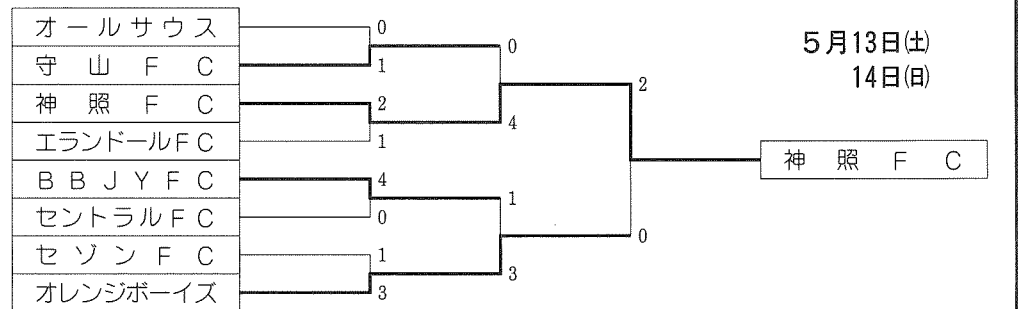 オールサウス
0
0
5月13日(土)
守山FC
1
2
14日(日)
神照FC
2
4
エランドールFC
1
神照FC
BBJYFC
4
1
セントラルFC
0
0
セゾンFC
1
3
オレンジボーイズ
3